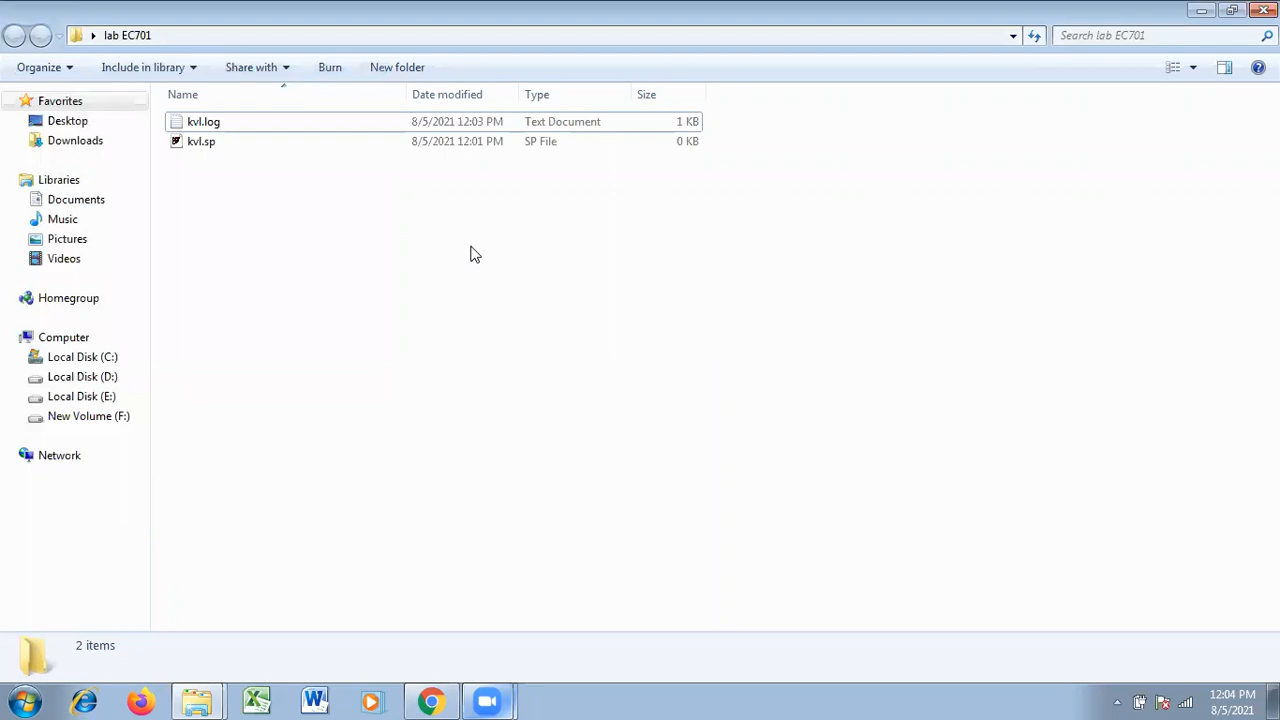 lab EC701
Search lab EC701
Organize Include in library Share with Burn New folder
Name Date modified Type Size
kvl.log 8/5/2021 12:03 PM Text Document 1 KB
kvl.sp 8/5/2021 12:01 PM SP File 0 KB
Favorites
Desktop
Downloads
Libraries
Documents
Music
Pictures
Videos
Homegroup
Computer
Local Disk (C:)
Local Disk (D:)
Local Disk (E:)
New Volume (F:)
Network
2 items
12:04 PM
8/5/2021